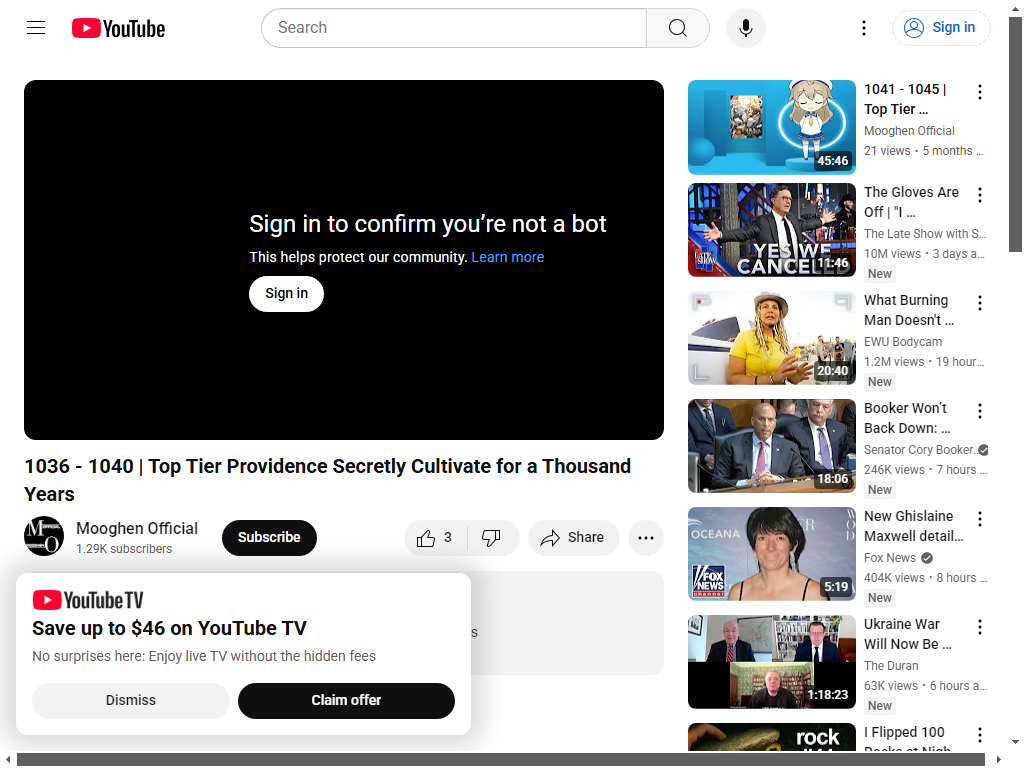 YouTube
Search
Sign in
Sign in to confirm you're not a bot
This helps protect our community. Learn more
Sign in
1036 - 1040 | Top Tier Providence Secretly Cultivate for a Thousand
Years
Mooghen Official
1.29K subscribers
Subscribe
3
Share
s
YouTube TV
Save up to $46 on YouTube TV
No surprises here: Enjoy live TV without the hidden fees
Dismiss
Claim offer
45:46
1041 - 1045 |
Top Tier …
Mooghen Official
21 views • 5 months …
LATE SHOW
YES WE
CANCELLED
11:46
The Gloves Are
Off | "I …
The Late Show with S…
10M views • 3 days a…
New
20:40
What Burning
Man Doesn't …
EWU Bodycam
1.2M views • 19 hour…
New
18:06
Booker Won't
Back Down: …
Senator Cory Booker…
246K views • 7 hours …
New
OCEANA
FOX
NEWS
channel
5:19
New Ghislaine
Maxwell detail…
Fox News
404K views • 8 hours …
New
1:18:23
Ukraine War
Will Now Be …
The Duran
63K views • 6 hours a…
New
rock
I Flipped 100